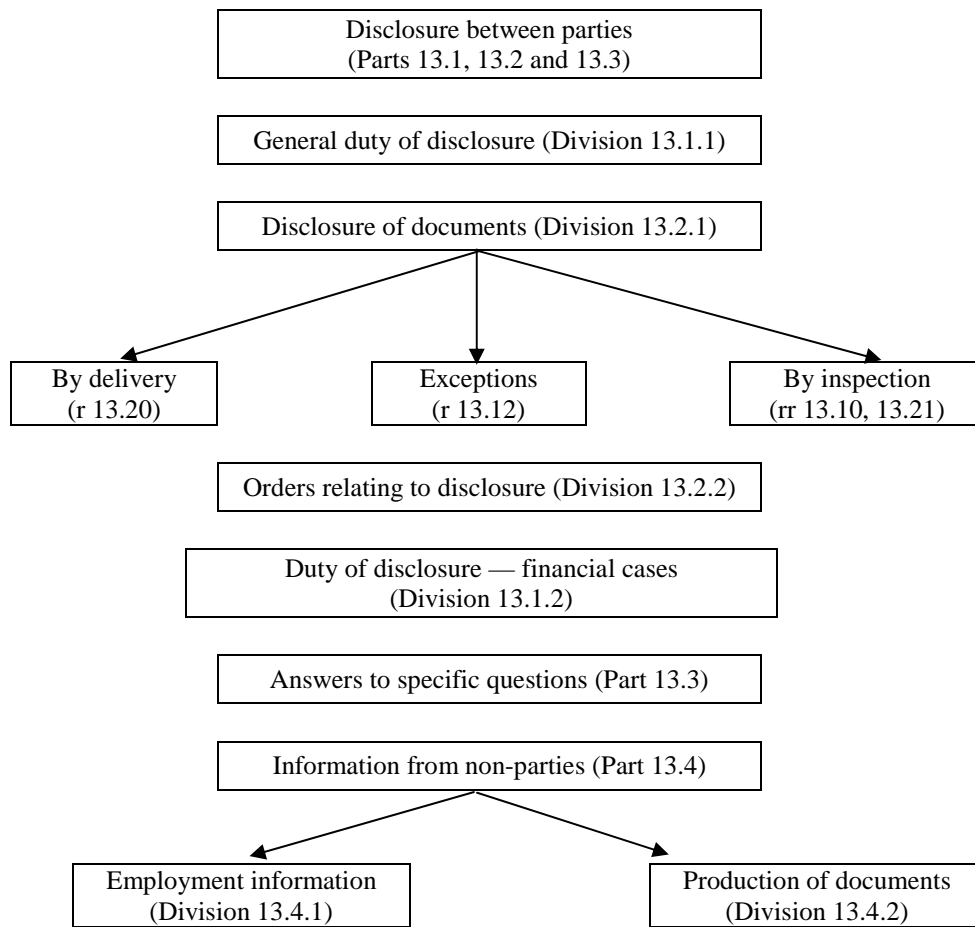 Disclosure between parties
(Parts 13.1, 13.2 and 13.3)
General duty of disclosure (Division 13.1.1)
Disclosure of documents (Division 13.2.1)
By delivery
(r 13.20)
Exceptions
(r 13.12)
By inspection
(rr 13.10, 13.21)
Orders relating to disclosure (Division 13.2.2)
Duty of disclosure — financial cases
(Division 13.1.2)
Answers to specific questions (Part 13.3)
Information from non-parties (Part 13.4)
Employment information
(Division 13.4.1)
Production of documents
(Division 13.4.2)